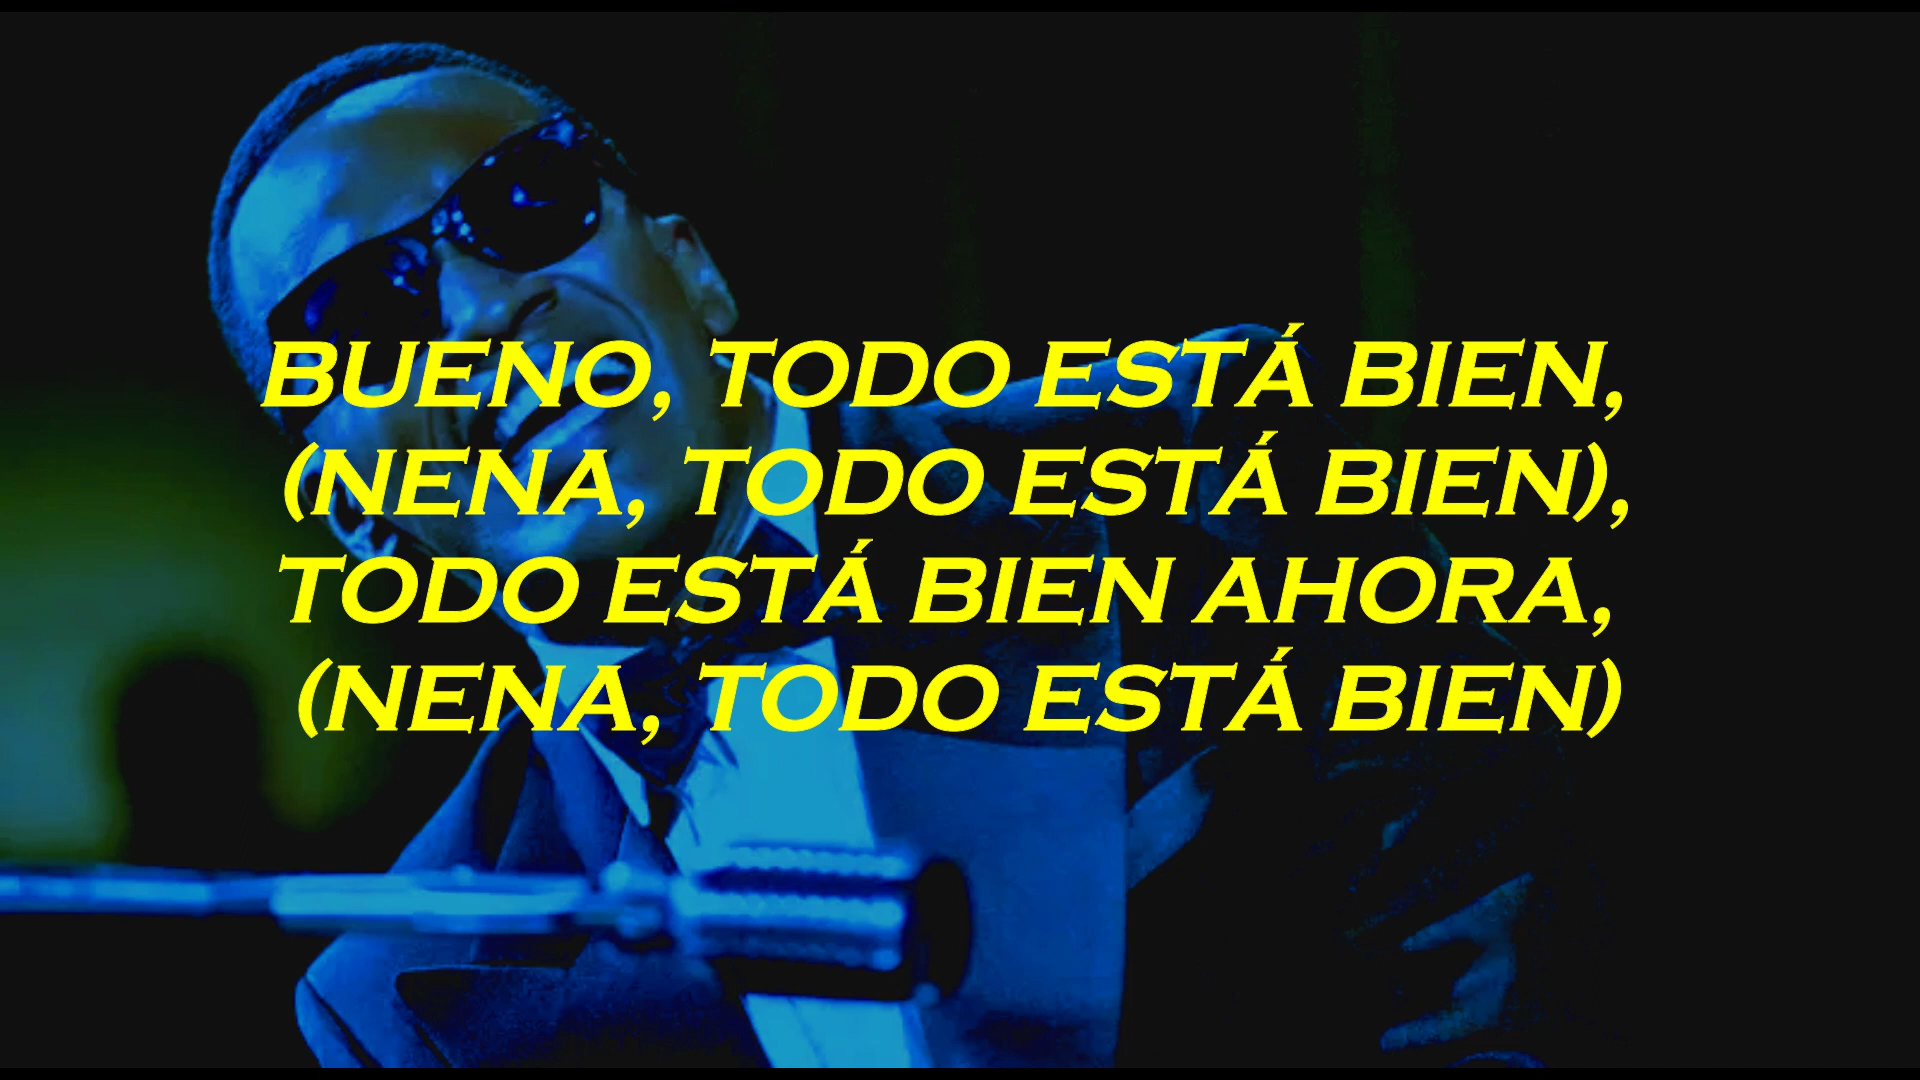 BUENO, TODO ESTÁ BIEN,
(NENA, TODO ESTÁ BIEN),
TODO ESTÁ BIEN AHORA,
(NENA, TODO ESTÁ BIEN)